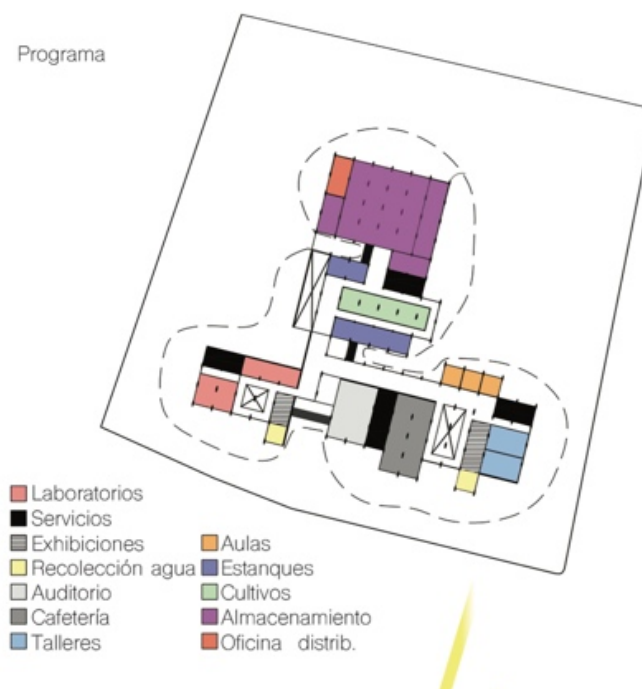 Programa
Laboratorios
Servicios
Exhibiciones
Recolección agua
Auditorio
Cafetería
Talleres
Aulas
Estanques
Cultivos
Almacenamiento
Oficina distrib.